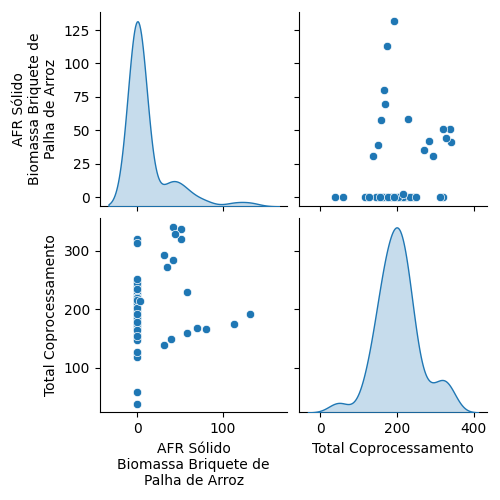 AFR Sólido
Biomassa Briquete de
Palha de Arroz
125
100
75
50
25
0
Total Coprocessamento
300
200
100
0 100
AFR Sólido
Biomassa Briquete de
Palha de Arroz
0 200 400
Total Coprocessamento